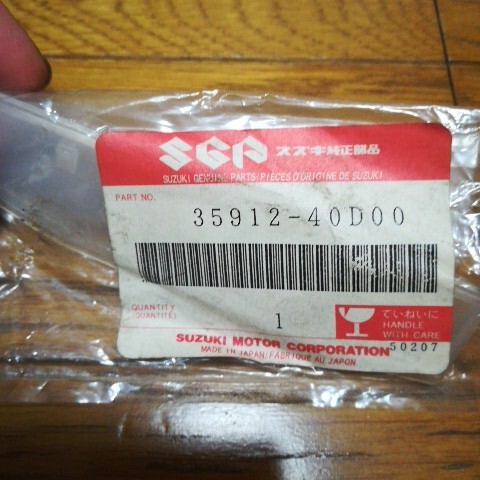 SGP スズキ純正部品
SUZUKI GENUINE PARTS/PIECES D'ORIGINE DE SUZUKI
PART NO.
35912-40D00
QUANTITY
(QUANTITÉ)
1
ていねいに
HANDLE
WITH CARE
SUZUKI MOTOR CORPORATION
50207
MADE IN JAPAN/FABRIQUE AU JAPON